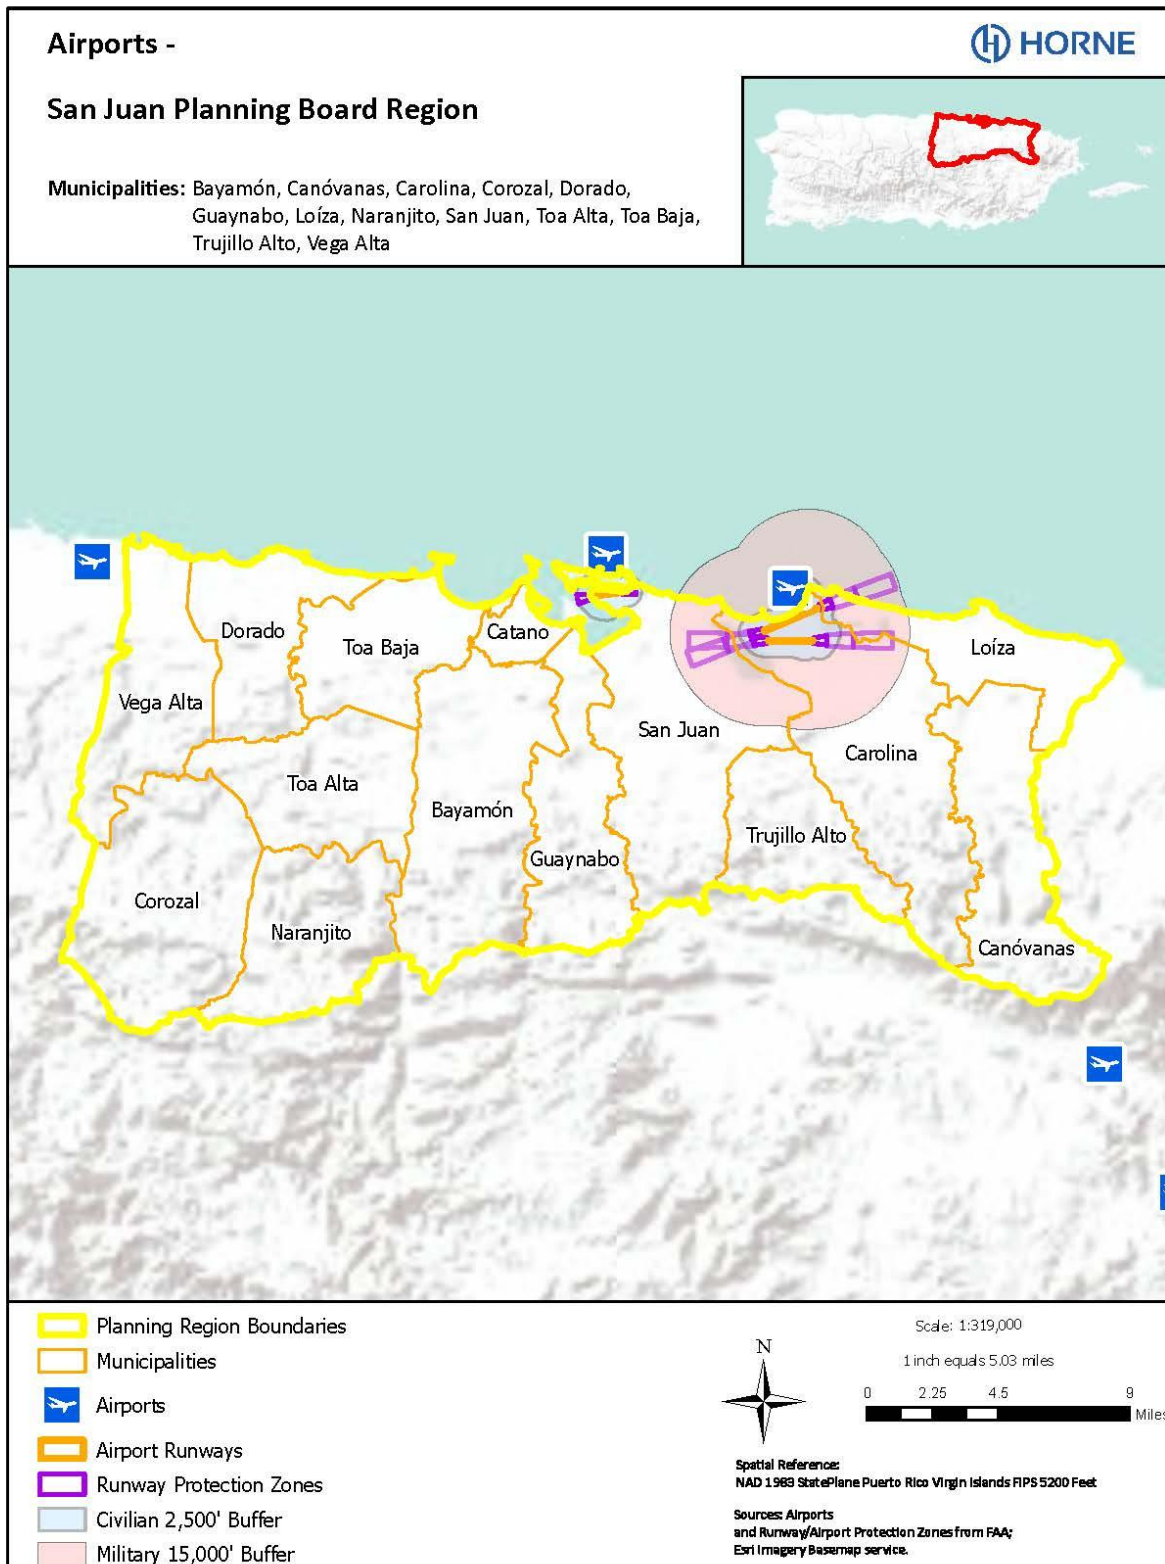 Airports -
HORNE
San Juan Planning Board Region
Municipalities: Bayamón, Canóvanas, Carolina, Corozal, Dorado,
Guaynabo, Loíza, Naranjito, San Juan, Toa Alta, Toa Baja,
Trujillo Alto, Vega Alta
Dorado
Toa Baja
Catano
Loíza
Vega Alta
San Juan
Carolina
Toa Alta
Bayamón
Trujillo Alto
Guaynabo
Corozal
Naranjito
Canóvanas
Planning Region Boundaries
Municipalities
Airports
Airport Runways
Runway Protection Zones
Civilian 2,500' Buffer
Military 15,000' Buffer
N
Scale: 1:319,000
1 inch equals 5.03 miles
0 2.25 4.5 9
Miles
Spatial Reference:
NAD 1983 StatePlane Puerto Rico Virgin Islands FIPS 5200 Feet
Sources: Airports
and Runway/Airport Protection Zones from FAA;
Esri Imagery Basemap service.